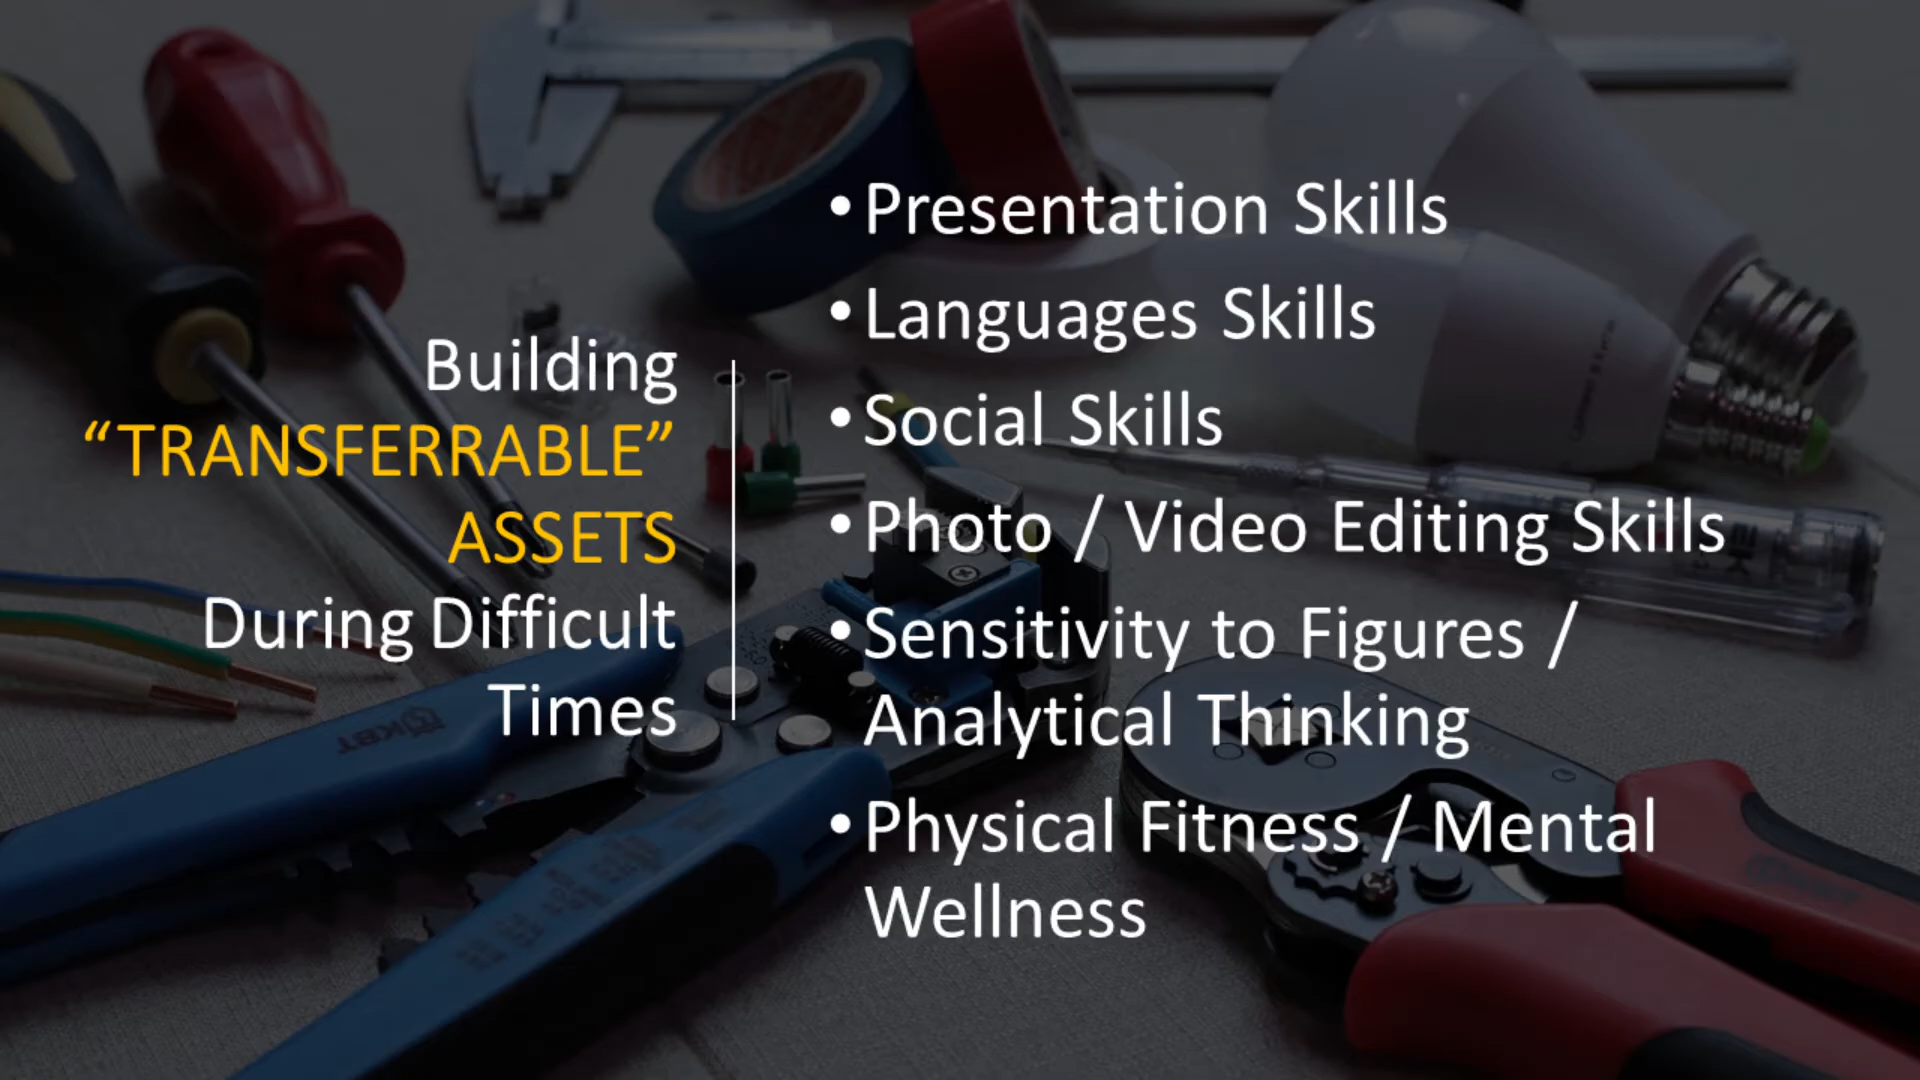 Building
“TRANSFERRABLE”
ASSETS
During Difficult
Times
•Presentation Skills
•Languages Skills
•Social Skills
•Photo / Video Editing Skills
•Sensitivity to Figures /
Analytical Thinking
•Physical Fitness / Mental
Wellness